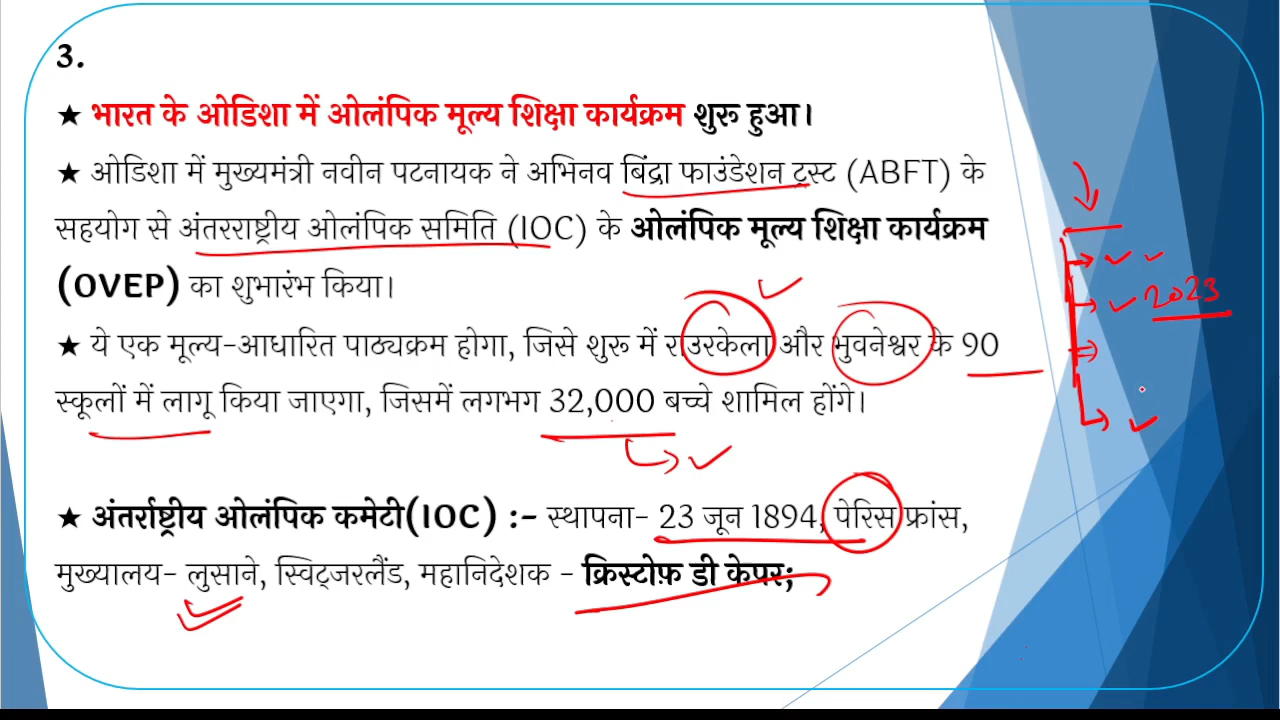 3.
★ भारत के ओडिशा में ओलंपिक मूल्य शिक्षा कार्यक्रम शुरू हुआ।
★ ओडिशा में मुख्यमंत्री नवीन पटनायक ने अभिनव बिंद्रा फाउंडेशन ट्रस्ट (ABFT) के
सहयोग से अंतरराष्ट्रीय ओलंपिक समिति (IOC) के ओलंपिक मूल्य शिक्षा कार्यक्रम
(OVEP) का शुभारंभ किया।
2023
★ ये एक मूल्य-आधारित पाठ्यक्रम होगा, जिसे शुरू में राउरकेला और भुवनेश्वर के 90
स्कूलों में लागू किया जाएगा, जिसमें लगभग 32,000 बच्चे शामिल होंगे।
★ अंतर्राष्ट्रीय ओलंपिक कमेटी(IOC) :- स्थापना- 23 जून 1894, पेरिस फ्रांस,
मुख्यालय- लुसाने, स्विट्जरलैंड, महानिदेशक - क्रिस्टोफ़ डी केपर;